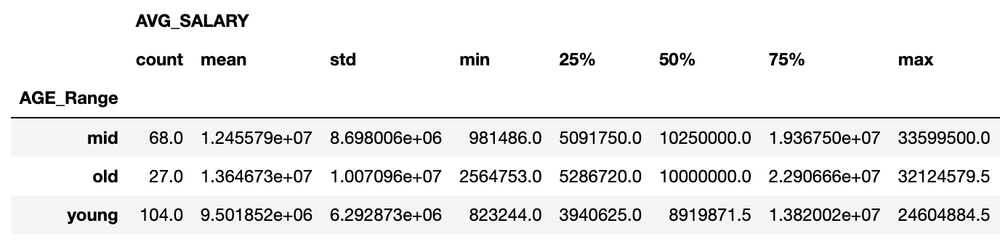 AVG_SALARY
count mean std min 25% 50% 75% max
AGE_Range
mid 68.0 1.245579e+07 8.698006e+06 981486.0 5091750.0 10250000.0 1.936750e+07 33599500.0
old 27.0 1.364673e+07 1.007096e+07 2564753.0 5286720.0 10000000.0 2.290666e+07 32124579.5
young 104.0 9.501852e+06 6.292873e+06 823244.0 3940625.0 8919871.5 1.382002e+07 24604884.5